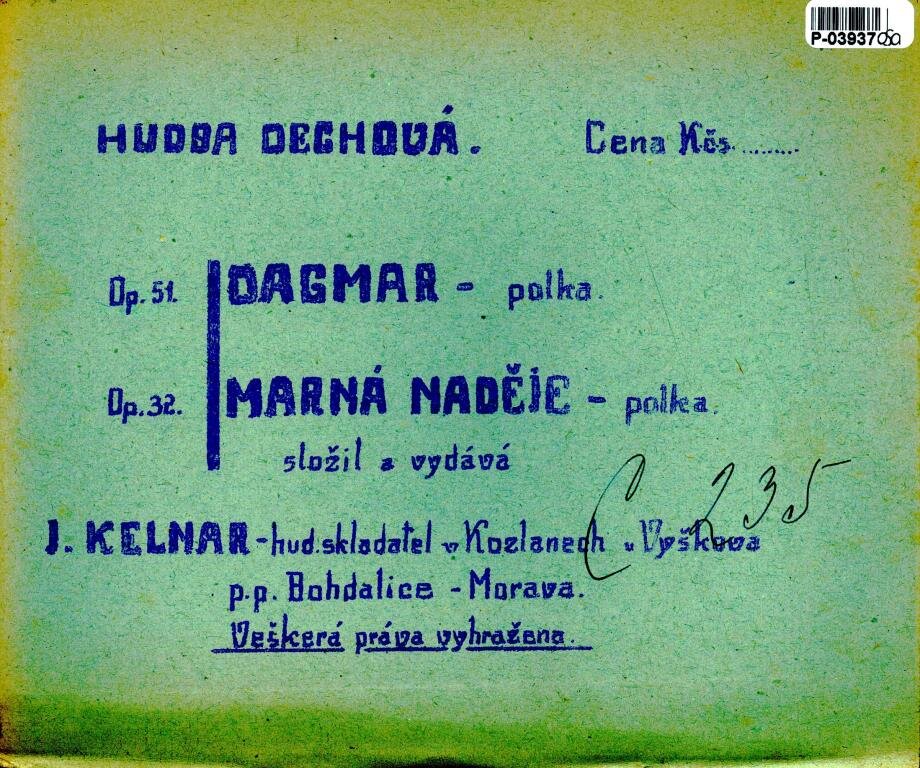 P-03937
HUDBA DECHOVÁ. Cena Kčs.........
Op. 51. DAGMAR - polka.
Op. 32. MARNÁ NADĚJE - polka.
složil a vydává
C 235
J. KELNAR - hud. skladatel v Kozlanech u Vyškova
p.p. Bohdalice - Morava.
Veškerá práva vyhražena.